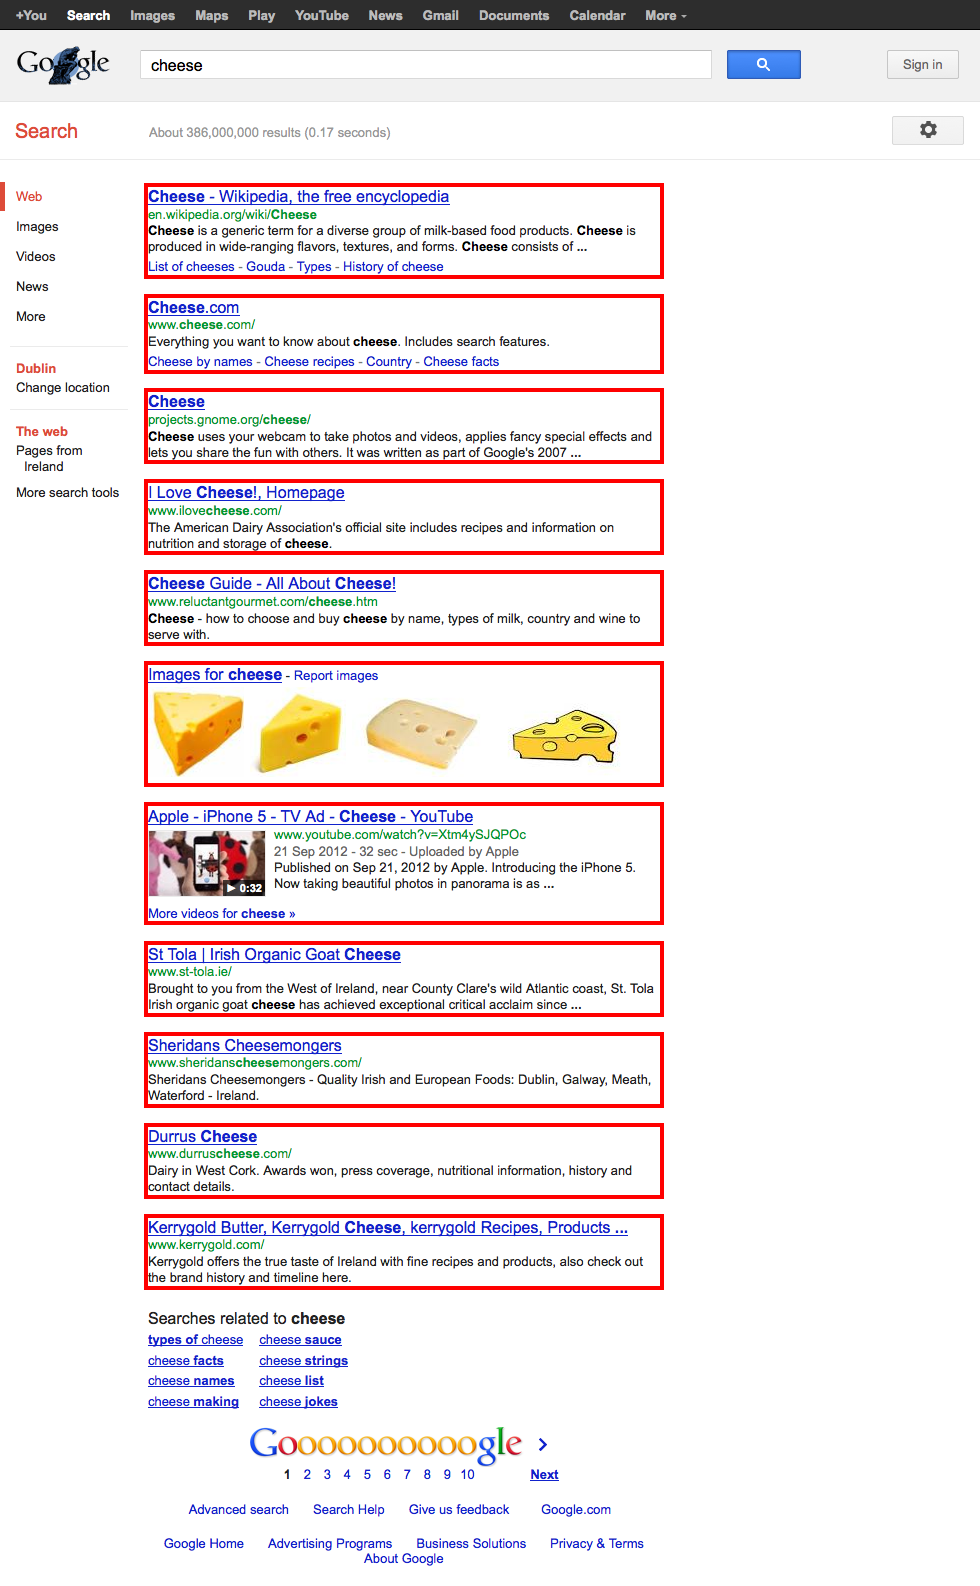 +You Search Images Maps Play YouTube News Gmail Documents Calendar More
Google
cheese
Sign in
Search
About 386,000,000 results (0.17 seconds)
Web
Images
Videos
News
More
Dublin
Change location
The web
Pages from
Ireland
More search tools
Cheese - Wikipedia, the free encyclopedia
en.wikipedia.org/wiki/Cheese
Cheese is a generic term for a diverse group of milk-based food products. Cheese is
produced in wide-ranging flavors, textures, and forms. Cheese consists of ...
List of cheeses - Gouda - Types - History of cheese
Cheese.com
www.cheese.com/
Everything you want to know about cheese. Includes search features.
Cheese by names - Cheese recipes - Country - Cheese facts
Cheese
projects.gnome.org/cheese/
Cheese uses your webcam to take photos and videos, applies fancy special effects and
lets you share the fun with others. It was written as part of Google's 2007 ...
I Love Cheese!, Homepage
www.ilovecheese.com/
The American Dairy Association's official site includes recipes and information on
nutrition and storage of cheese.
Cheese Guide - All About Cheese!
www.reluctantgourmet.com/cheese.htm
Cheese - how to choose and buy cheese by name, types of milk, country and wine to
serve with.
Images for cheese - Report images
Apple - iPhone 5 - TV Ad - Cheese - YouTube
www.youtube.com/watch?v=Xtm4ySJQPOc
21 Sep 2012 - 32 sec - Uploaded by Apple
Published on Sep 21, 2012 by Apple. Introducing the iPhone 5.
Now taking beautiful photos in panorama is as ...
0:32
More videos for cheese »
St Tola | Irish Organic Goat Cheese
www.st-tola.ie/
Brought to you from the West of Ireland, near County Clare's wild Atlantic coast, St. Tola
Irish organic goat cheese has achieved exceptional critical acclaim since ...
Sheridans Cheesemongers
www.sheridanscheesemongers.com/
Sheridans Cheesemongers - Quality Irish and European Foods: Dublin, Galway, Meath,
Waterford - Ireland.
Durrus Cheese
www.durruscheese.com/
Dairy in West Cork. Awards won, press coverage, nutritional information, history and
contact details.
Kerrygold Butter, Kerrygold Cheese, kerrygold Recipes, Products ...
www.kerrygold.com/
Kerrygold offers the true taste of Ireland with fine recipes and products, also check out
the brand history and timeline here.
Searches related to cheese
types of cheese cheese sauce
cheese facts cheese strings
cheese names cheese list
cheese making cheese jokes
Goooooooooogle
1 2 3 4 5 6 7 8 9 10 Next
Advanced search Search Help Give us feedback Google.com
Google Home Advertising Programs Business Solutions Privacy & Terms
About Google